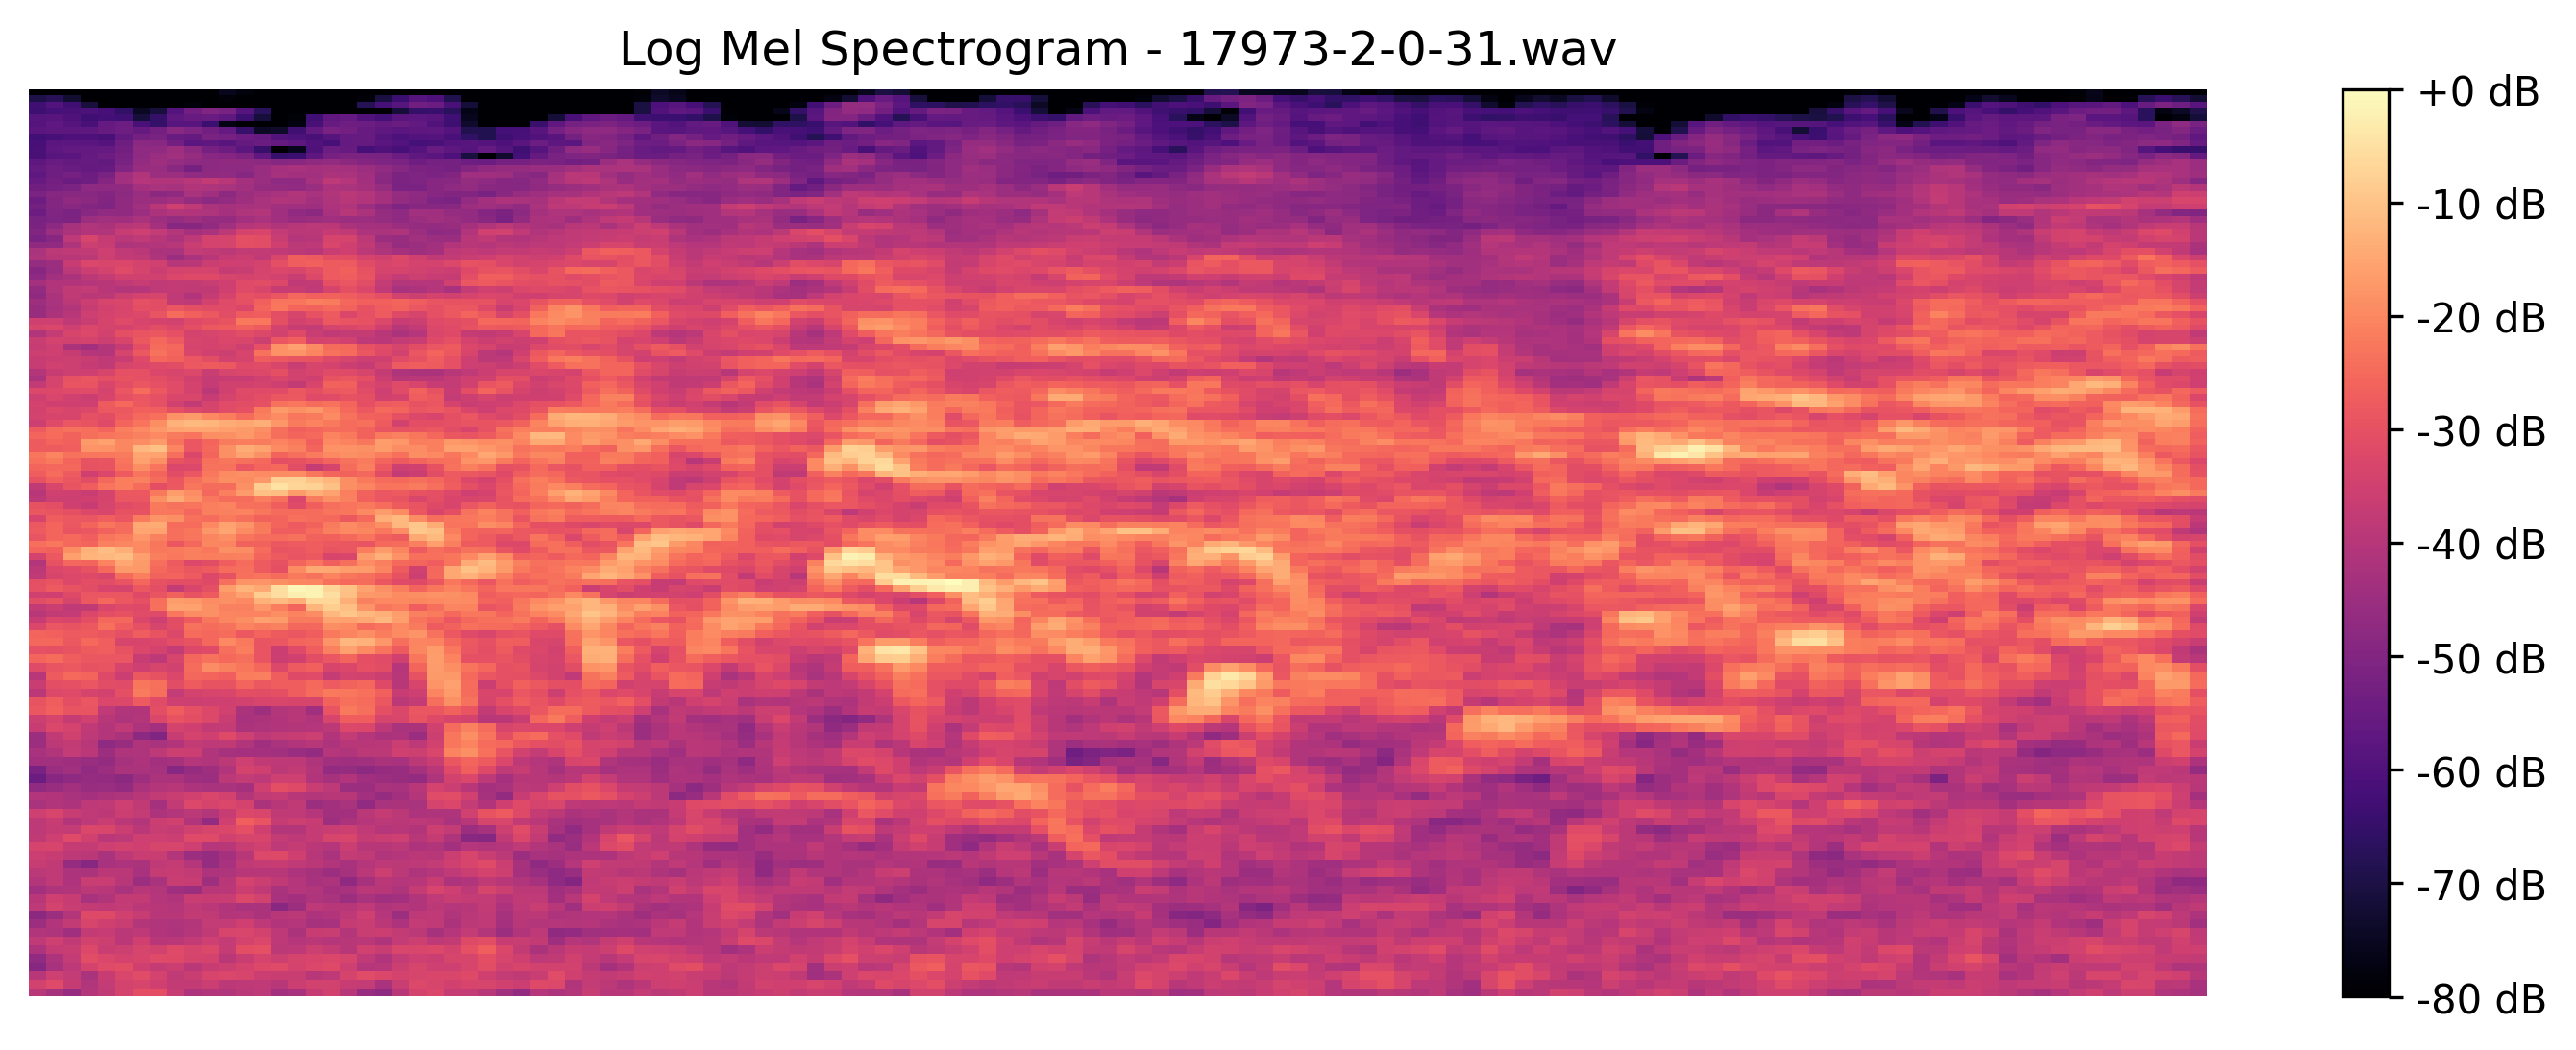 Log Mel Spectrogram - 17973-2-0-31.wav
+0 dB
-10 dB
-20 dB
-30 dB
-40 dB
-50 dB
-60 dB
-70 dB
-80 dB